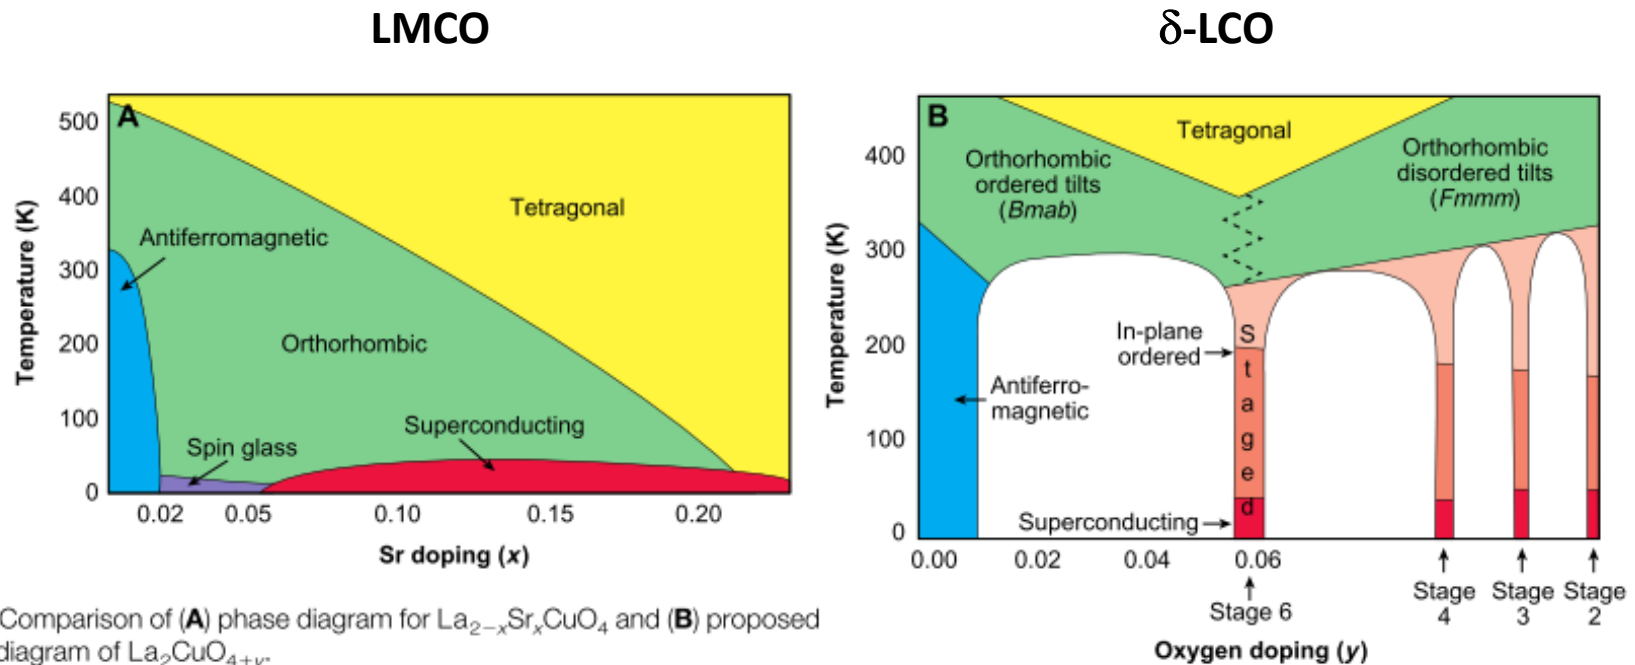 LMCO
δ-LCO
A
500
400
300
200
100
0
Temperature (K)
Tetragonal
Antiferromagnetic
Orthorhombic
Superconducting
Spin glass
0.02
0.05
0.10
0.15
0.20
Sr doping (x)
B
400
300
200
100
0
Temperature (K)
Tetragonal
Orthorhombic
ordered tilts
(Bmab)
Orthorhombic
disordered tilts
(Fmmm)
In-plane
ordered
Antiferro-
magnetic
Staged
Superconducting
0.00
0.02
0.04
0.06
Stage 6
Stage
4
Stage
3
Stage
2
Oxygen doping (y)
Comparison of (A) phase diagram for La2−xSrxCuO4 and (B) proposed
diagram of La2CuO4+y.